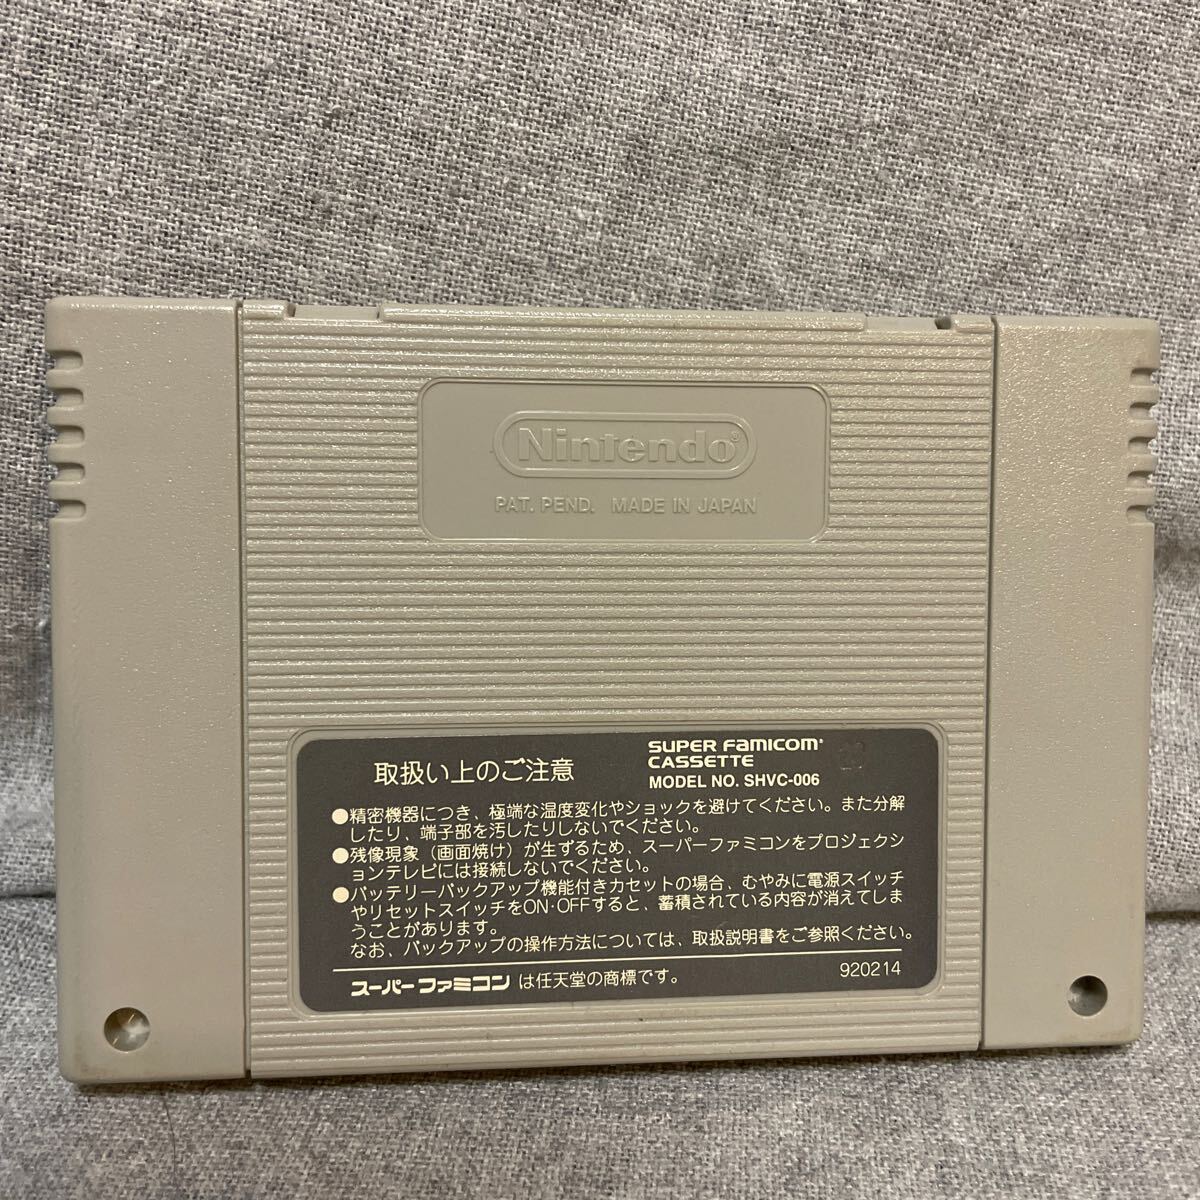 Nintendo®
PAT. PEND. MADE IN JAPAN
取扱い上のご注意
SUPER FAMICOM
CASSETTE
MODEL NO. SHVC-006
●精密機器につき、極端な温度変化やショックを避けてください。また分解
したり、端子部を汚したりしないでください。
●残像現象（画面焼け）が生ずるため、スーパーファミコンをプロジェクシ
ョンテレビには接続しないでください。
●バッテリーバックアップ機能付きカセットの場合、むやみに電源スイッチ
やリセットスイッチをON・OFFすると、蓄積されている内容が消えてしま
うことがあります。
なお、バックアップの操作方法については、取扱説明書をご参照ください。
スーパーファミコンは任天堂の商標です。
920214